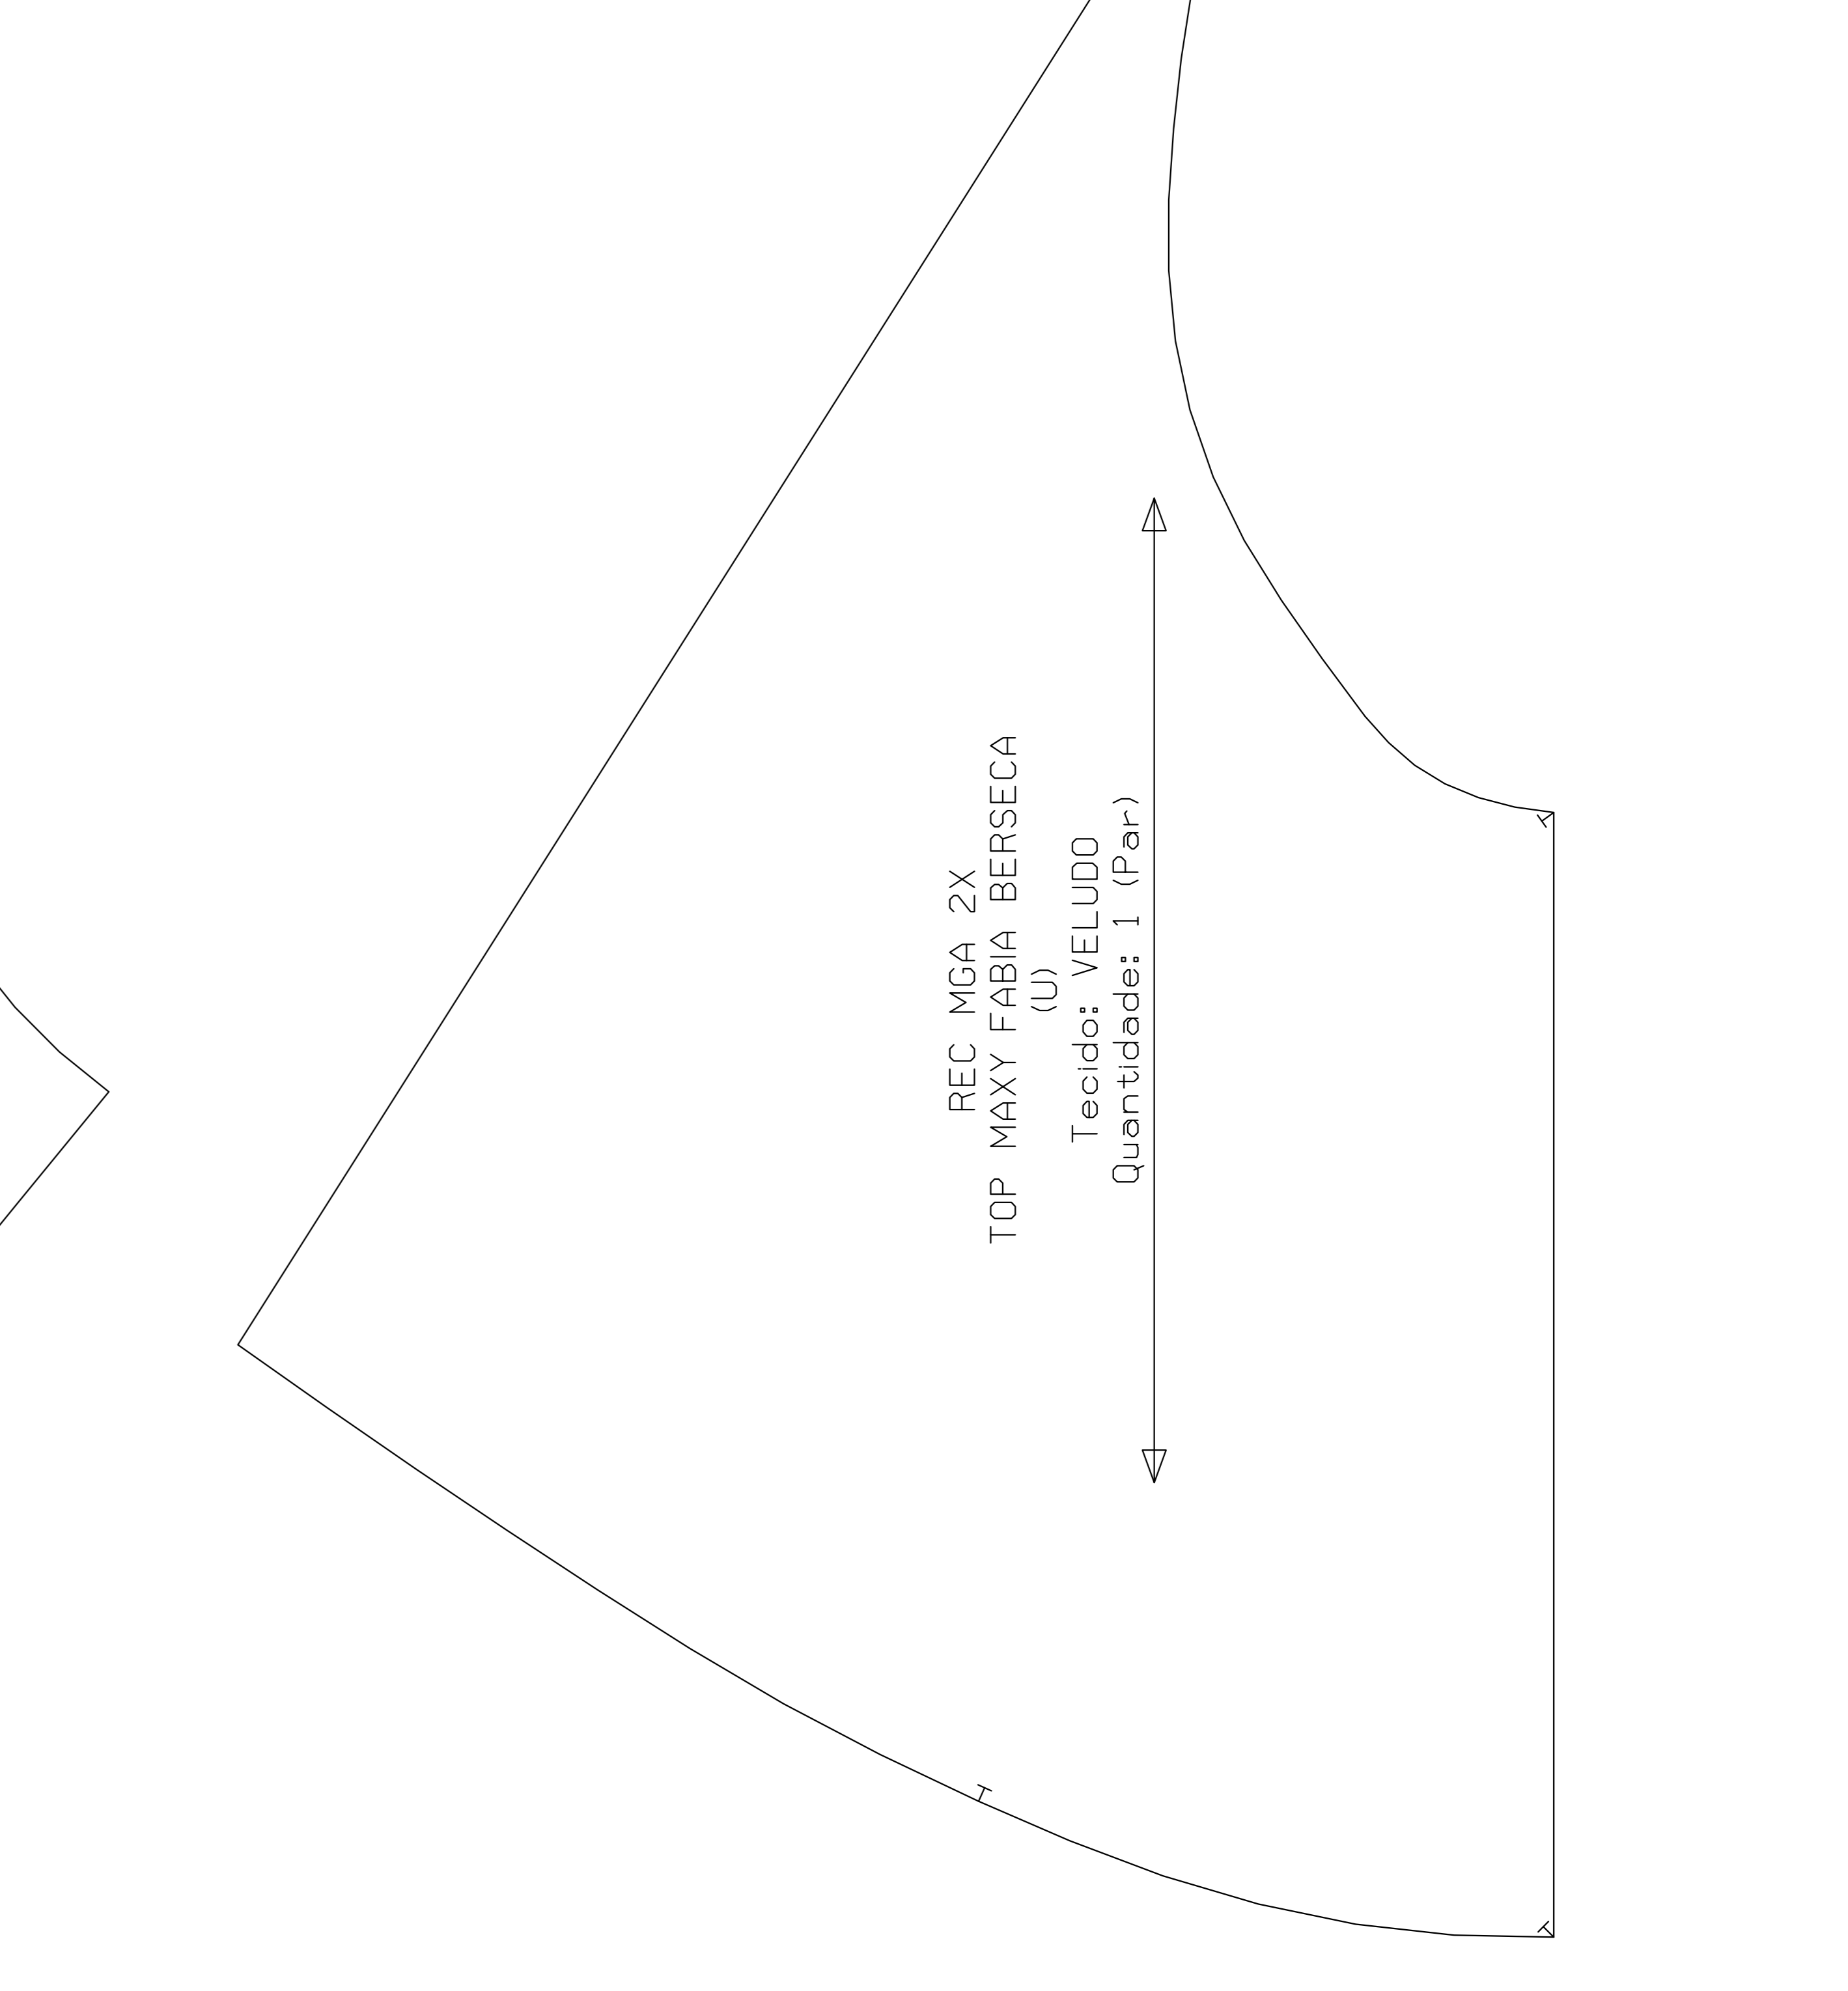 REC MGA 2X
TOP MAXY FABIA BERSECA
(U)
Tecido: VELUDO
Quantidade: 1 (Par)